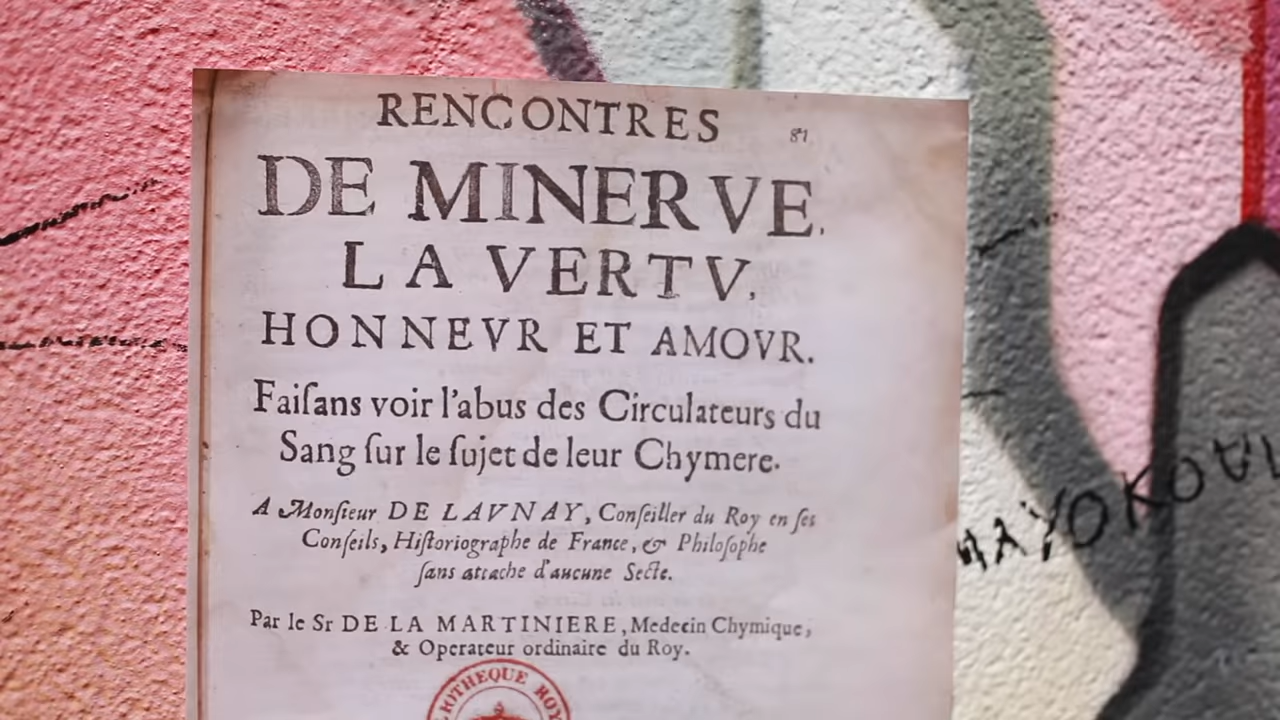 RENCONTRES
81
DE MINERVE.
LA VERTV,
HONNEVR ET AMOVR.
Faiſans voir l'abus des Circulateurs du
Sang ſur le ſujet de leur Chymere.
A Monſieur DE LAVNAY, Conſeiller du Roy en ſes
Conſeils, Hiſtoriographe de France, & Philoſophe
ſans attache d'aucune Secte.
Par le Sr DE LA MARTINIERE, Medecin Chymique,
& Operateur ordinaire du Roy.